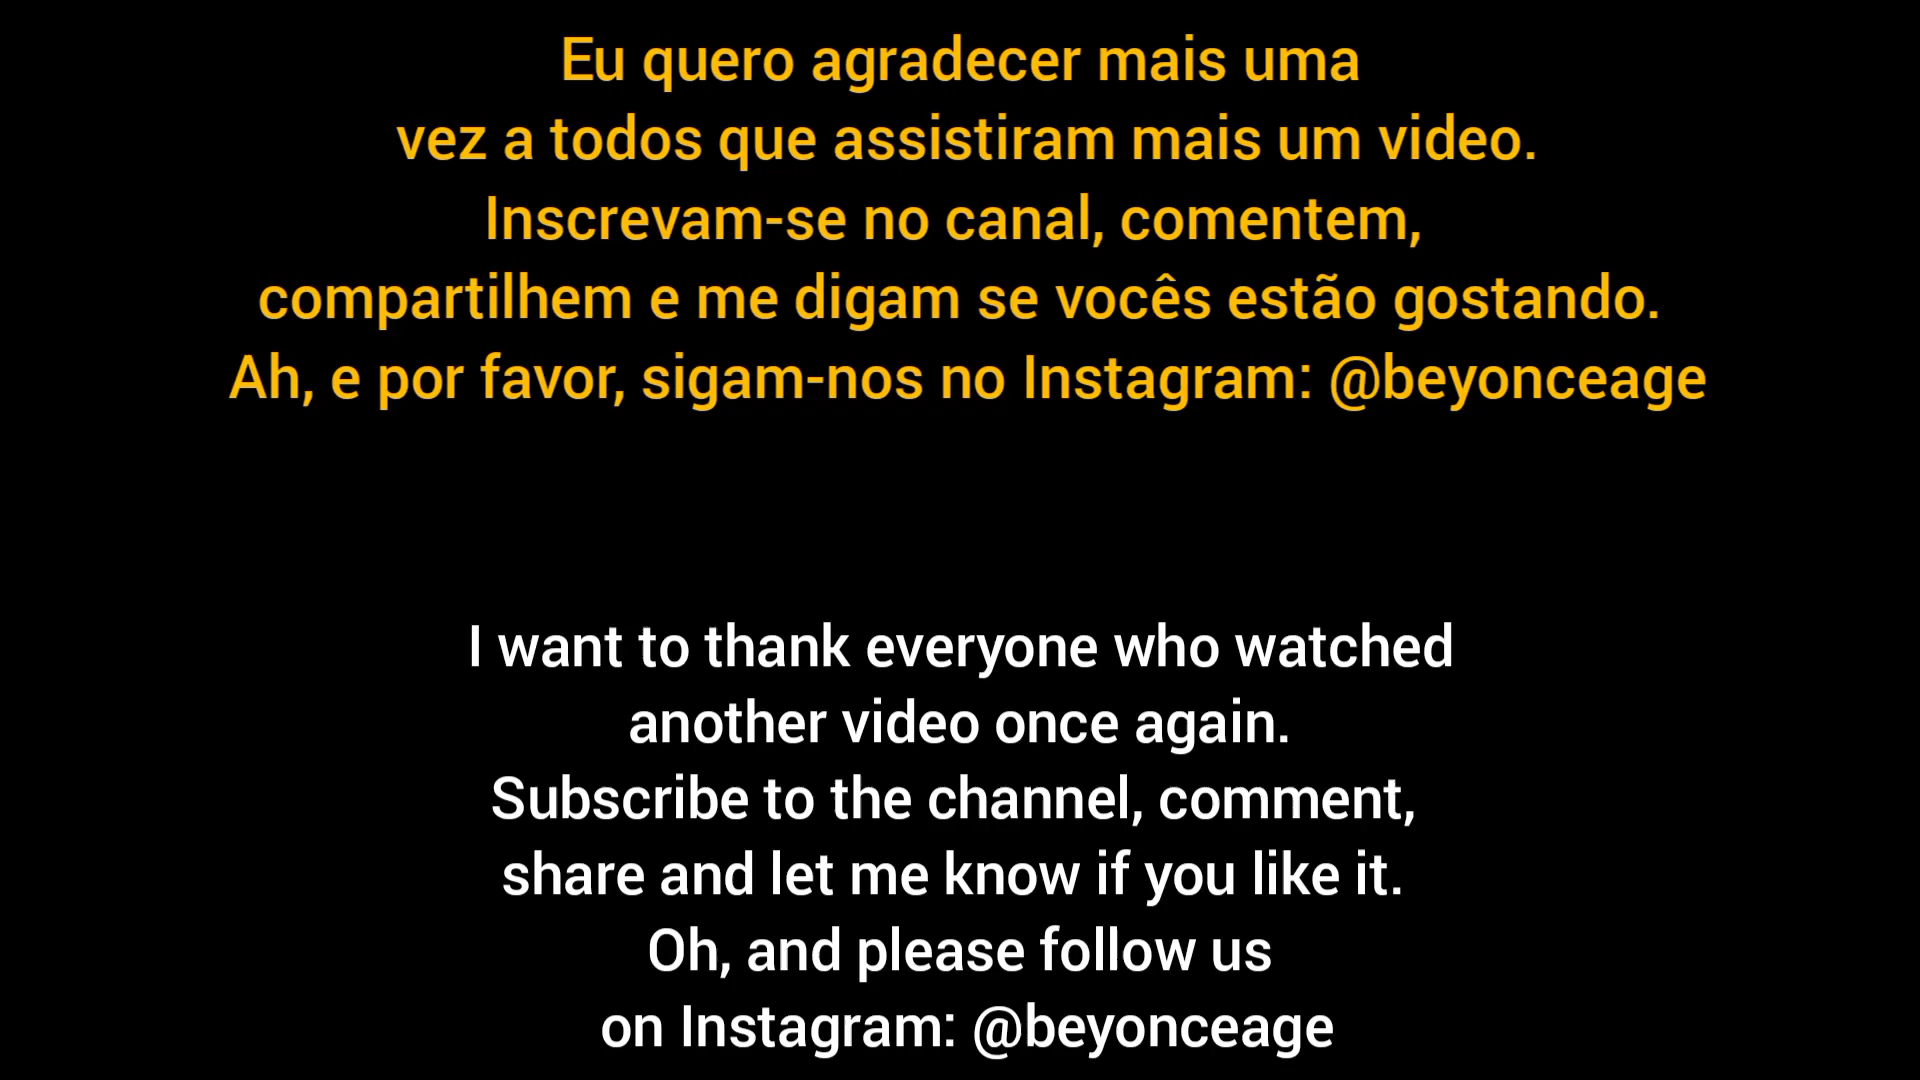 Eu quero agradecer mais uma
vez a todos que assistiram mais um video.
Inscrevam-se no canal, comentem,
compartilhem e me digam se vocês estão gostando.
Ah, e por favor, sigam-nos no Instagram: @beyonceage
I want to thank everyone who watched
another video once again.
Subscribe to the channel, comment,
share and let me know if you like it.
Oh, and please follow us
on Instagram: @beyonceage